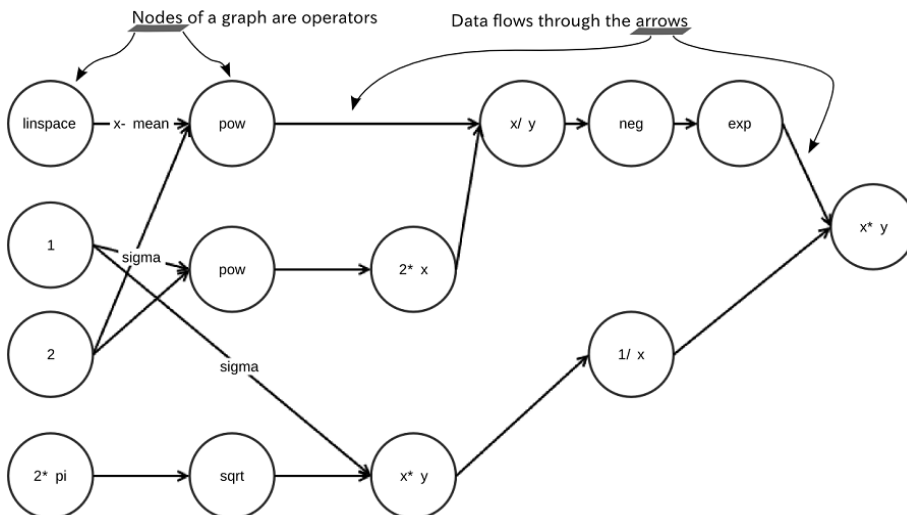 Nodes of a graph are operators
Data flows through the arrows
linspace
x- mean
pow
x/ y
neg
exp
1
sigma
pow
2* x
x* y
2
sigma
1/ x
2* pi
sqrt
x* y